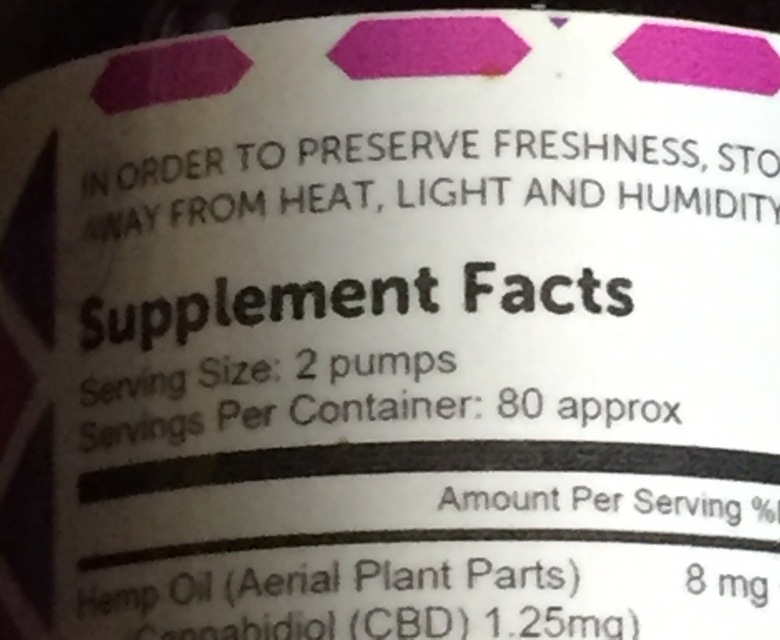 IN ORDER TO PRESERVE FRESHNESS, STO
AWAY FROM HEAT, LIGHT AND HUMIDITY
Supplement Facts
Serving Size: 2 pumps
Servings Per Container: 80 approx
Amount Per Serving %
Hemp Oil (Aerial Plant Parts) 8 mg
Cannabidiol (CBD) 1.25mg)